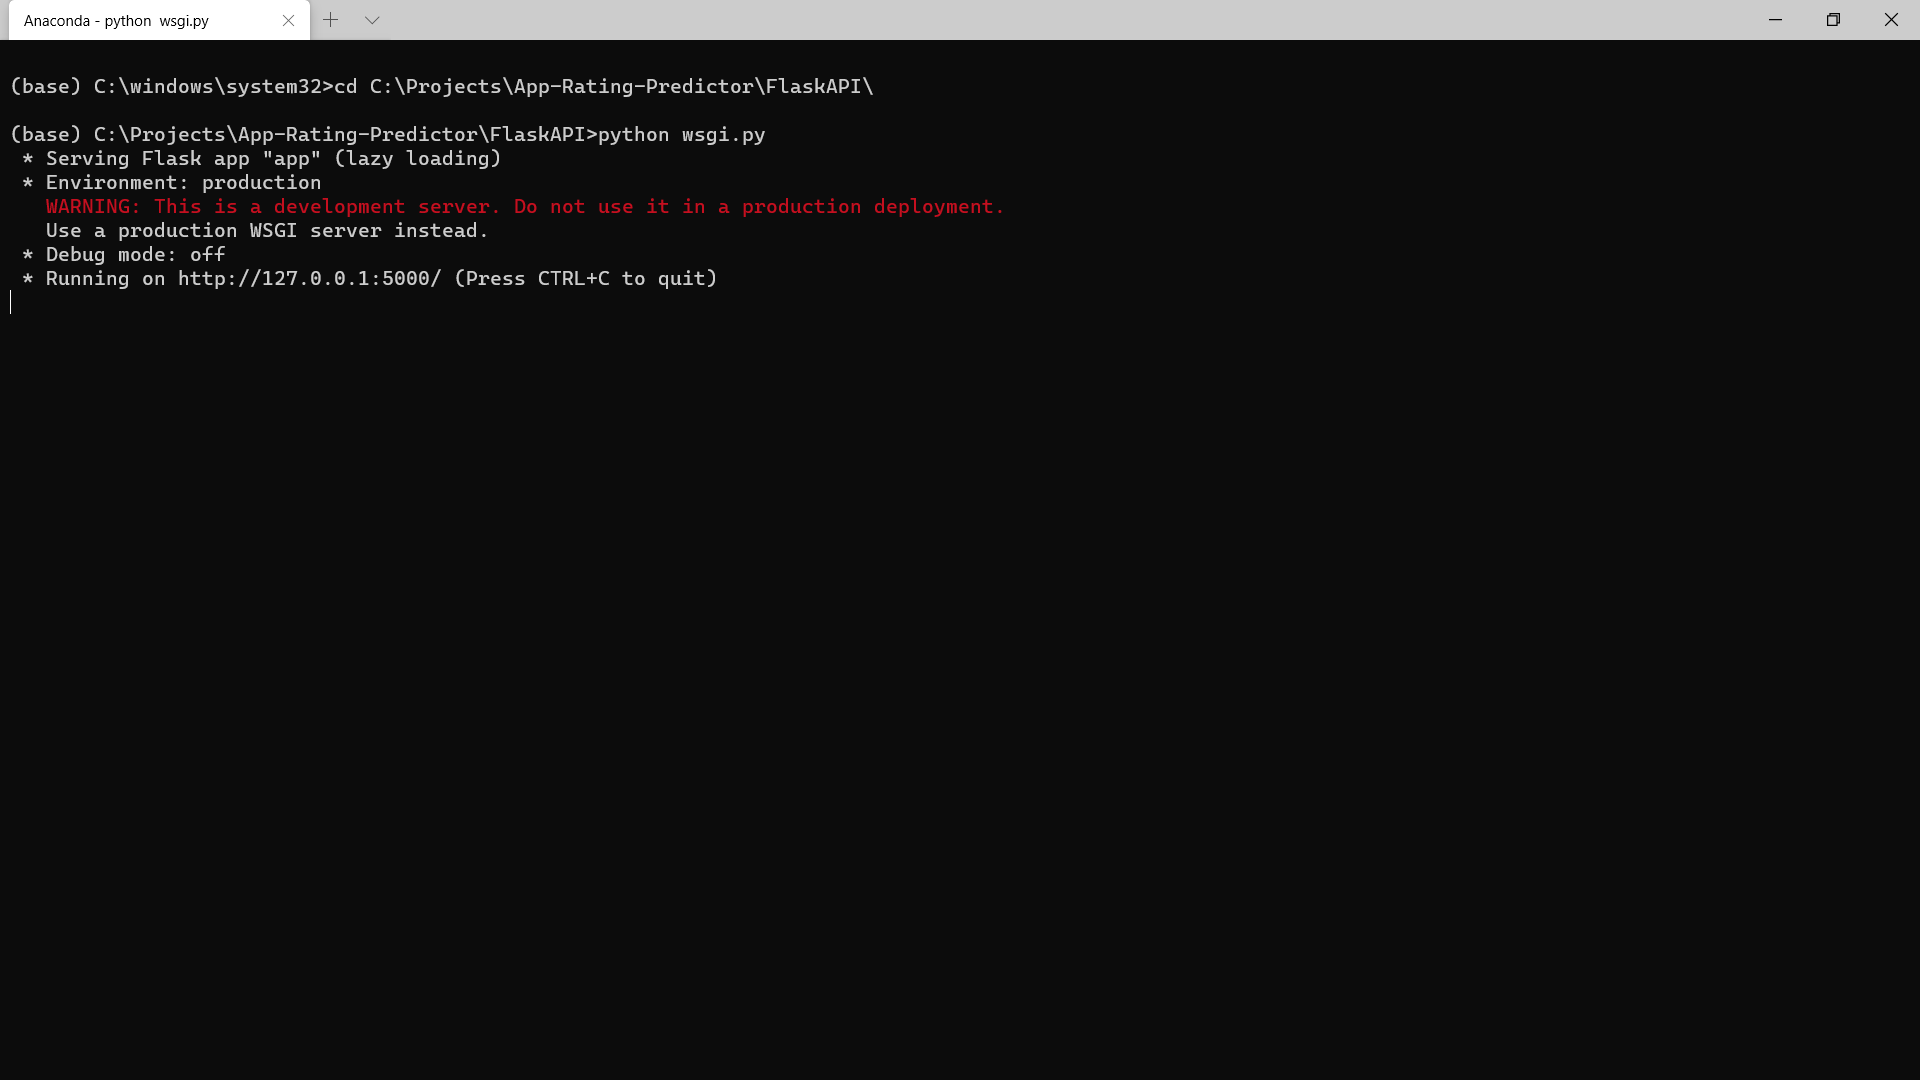 Anaconda - python  wsgi.py
(base) C:\windows\system32>cd C:\Projects\App-Rating-Predictor\FlaskAPI\
(base) C:\Projects\App-Rating-Predictor\FlaskAPI>python wsgi.py
 * Serving Flask app "app" (lazy loading)
 * Environment: production
   WARNING: This is a development server. Do not use it in a production deployment.
   Use a production WSGI server instead.
 * Debug mode: off
 * Running on http://127.0.0.1:5000/ (Press CTRL+C to quit)